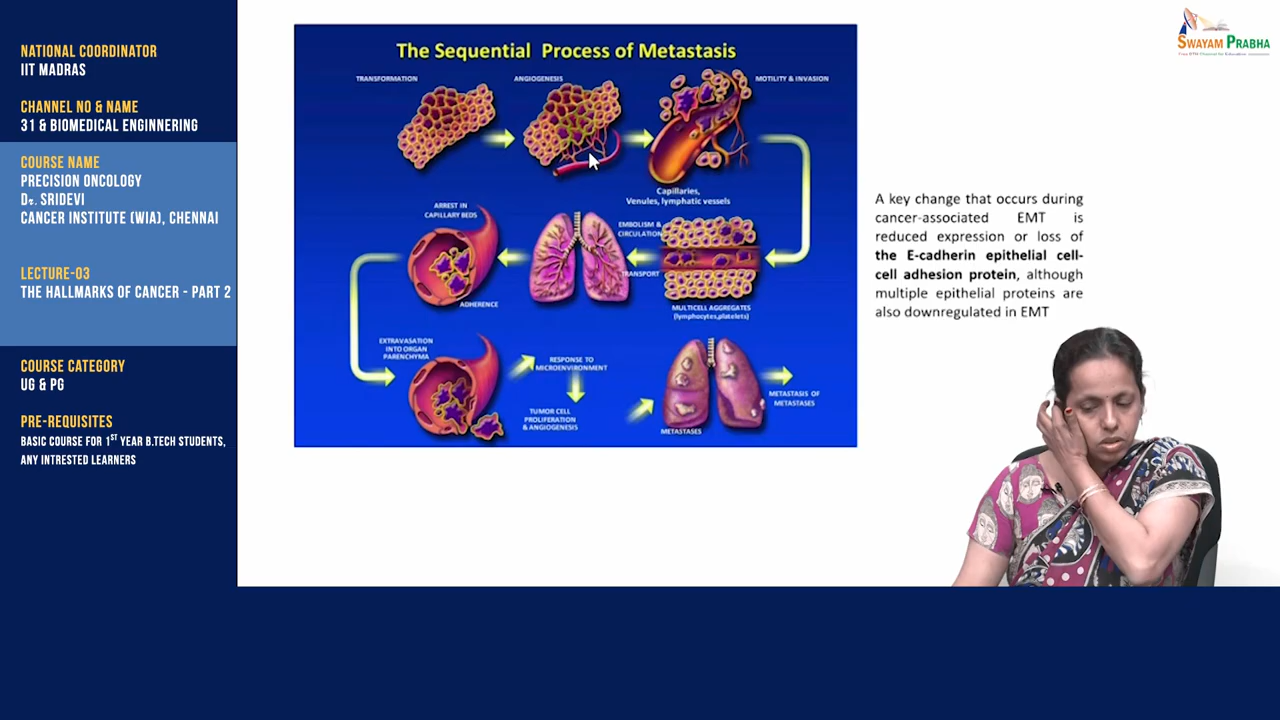 NATIONAL COORDINATOR
IIT MADRAS
CHANNEL NO & NAME
31 & BIOMEDICAL ENGINNERING
COURSE NAME
PRECISION ONCOLOGY
Dr. SRIDEVI
CANCER INSTITUTE (WIA), CHENNAI
LECTURE-03
THE HALLMARKS OF CANCER - PART 2
COURSE CATEGORY
UG & PG
PRE-REQUISITES
BASIC COURSE FOR 1ST YEAR B.TECH STUDENTS,
ANY INTRESTED LEARNERS
The Sequential Process of Metastasis
TRANSFORMATION
ANGIOGENESIS
MOTILITY & INVASION
Capillaries,
Venules, lymphatic vessels
ARREST IN
CAPILLARY BEDS
EMBOLISM &
CIRCULATION
TRANSPORT
ADHERENCE
MULTICELL AGGREGATES
(lymphocytes,platelets)
EXTRAVASATION
INTO ORGAN
PARENCHYMA
RESPONSE TO
MICROENVIRONMENT
TUMOR CELL
PROLIFERATION
& ANGIOGENESIS
METASTASES
METASTASIS OF
METASTASES
A key change that occurs during
cancer-associated EMT is
reduced expression or loss of
the E-cadherin epithelial cell-
cell adhesion protein, although
multiple epithelial proteins are
also downregulated in EMT
SWAYAM PRABHA